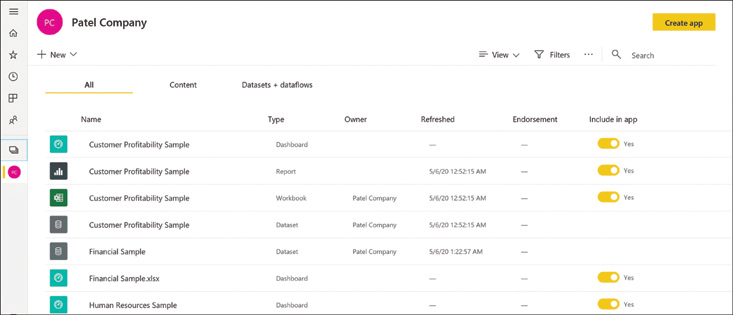 PC Patel Company Create app
New View Filters ... Search
All Content Datasets + dataflows
Name Type Owner Refreshed Endorsement Include in app
Customer Profitability Sample Dashboard — — Yes
Customer Profitability Sample Report 5/6/20 12:52:15 AM — Yes
Customer Profitability Sample Workbook Patel Company 5/6/20 12:52:15 AM — Yes
PC
Customer Profitability Sample Dataset Patel Company 5/6/20 12:52:15 AM —
Financial Sample Dataset Patel Company 5/6/20 1:22:57 AM —
Financial Sample.xlsx Dashboard — — Yes
Human Resources Sample Dashboard — — Yes